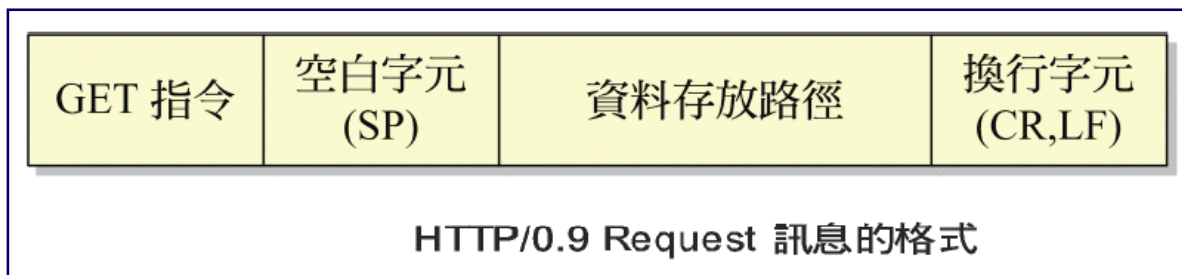 GET 指令
空白字元
(SP)
資料存放路徑
換行字元
(CR,LF)
HTTP/0.9 Request 訊息的格式